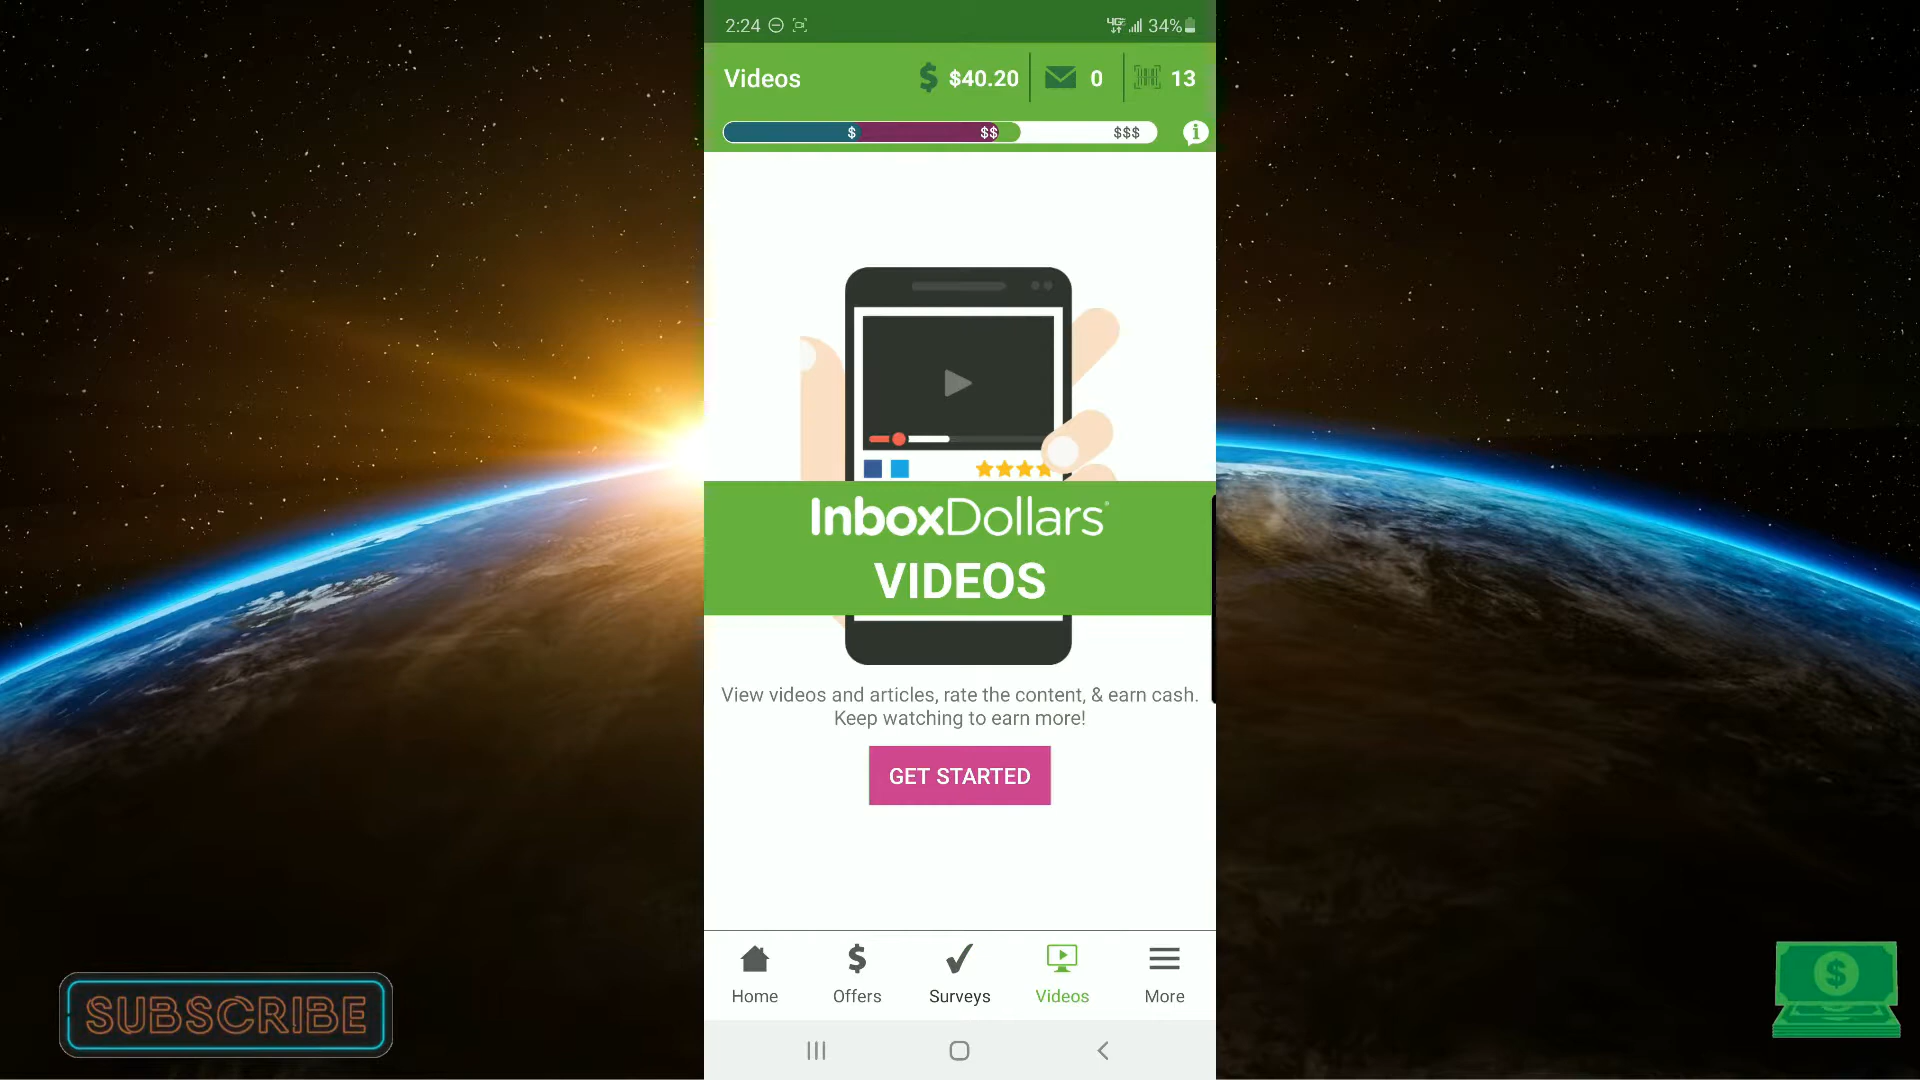 2:24 4G 34%
Videos $40.20 0 13
$ $$ $$$
InboxDollars
VIDEOS
View videos and articles, rate the content, & earn cash.
Keep watching to earn more!
GET STARTED
Home Offers Surveys Videos More
SUBSCRIBE